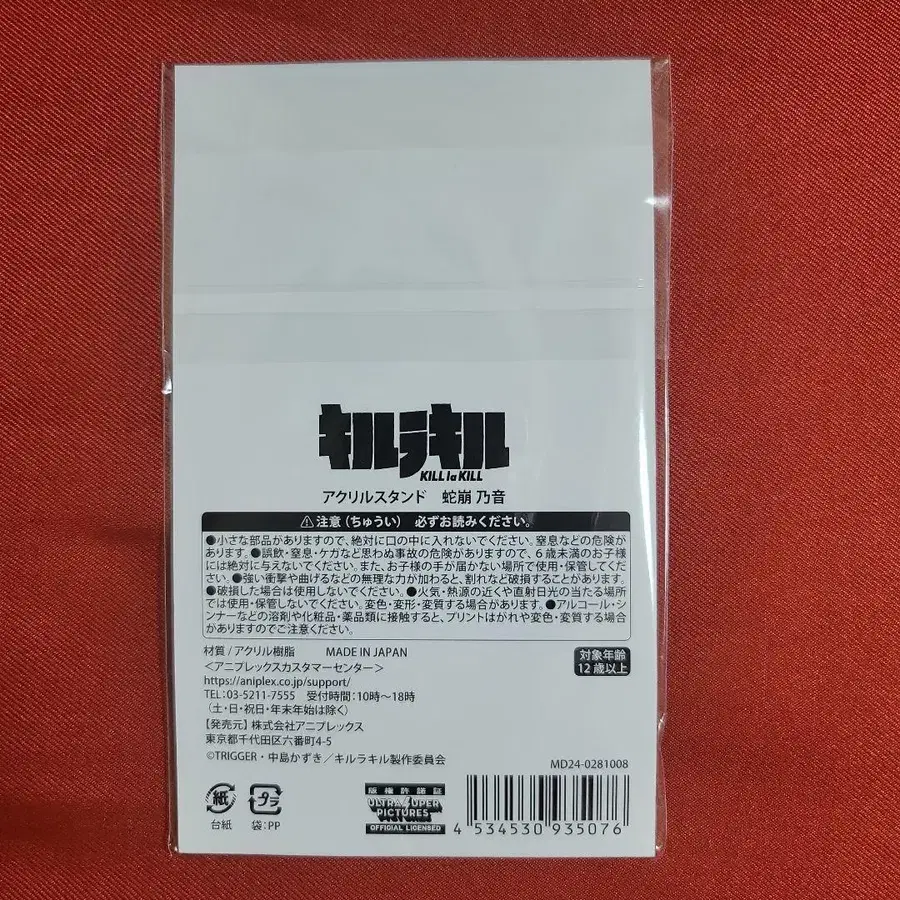 キルラキル
KILL la KILL
アクリルスタンド 蛇崩 乃音
⚠注意（ちゅうい） 必ずお読みください。
●小さな部品がありますので、絶対に口の中に入れないでください。窒息などの危険が
あります。●誤飲・窒息・ケガなど思わぬ事故の危険がありますので、6歳未満のお子様
には絶対に与えないでください。また、お子様の手が届かない場所で使用・保管してくだ
さい。●強い衝撃や曲げるなどの無理な力が加わると、割れなど破損することがあります。
●破損した場合は使用しないでください。●火気・熱源の近くや直射日光の当たる場所
では使用・保管しないでください。変色・変形・変質する場合があります。●アルコール・シ
ンナーなどの溶剤や化粧品・薬品類に接触すると、プリントはがれや変色・変質する場合
がありますのでご注意ください。
材質/アクリル樹脂 MADE IN JAPAN
対象年齢
12歳以上
＜アニプレックスカスタマーセンター＞
https://aniplex.co.jp/support/
TEL：03-5211-7555 受付時間：10時～18時
（土・日・祝日・年末年始は除く）
【発売元】株式会社アニプレックス
東京都千代田区六番町4-5
©TRIGGER・中島かずき／キルラキル製作委員会
MD24-0281008
紙
台紙
プラ
袋：PP
版権許諾証
ULTRA SUPER
PICTURES
OFFICIAL LICENSED
4 534530 935076